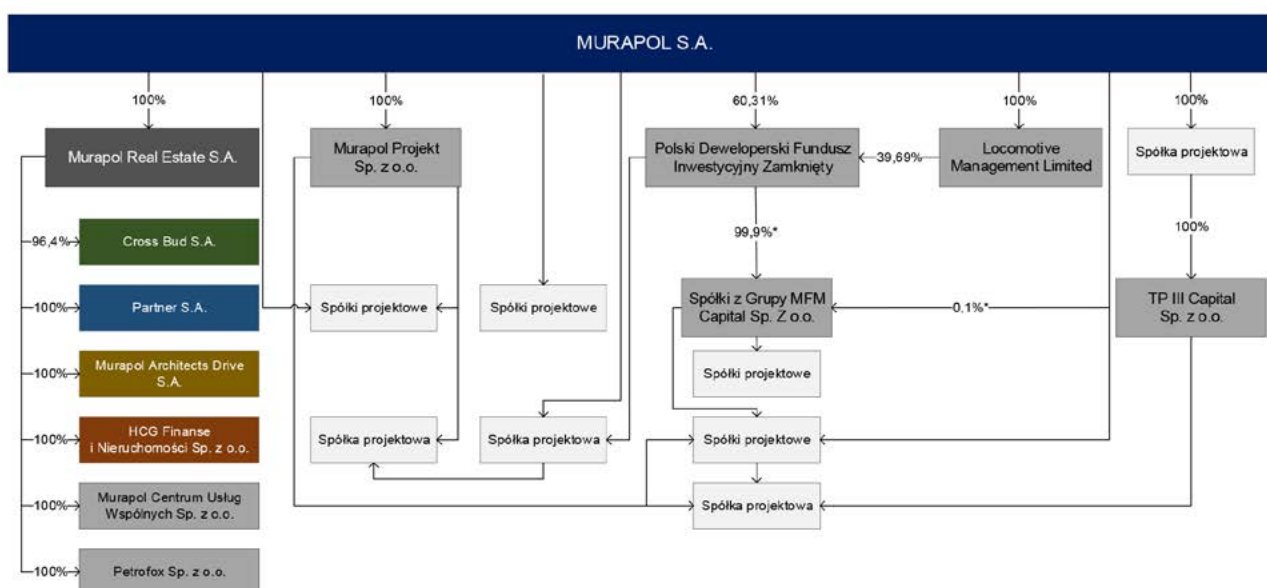 MURAPOL S.A.
100%
100%
60,31%
100%
100%
Murapol Real Estate S.A.
Murapol Projekt
Sp. z o.o.
Polski Deweloperski Fundusz
Inwestycyjny Zamknięty
39,69%
Locomotive
Management Limited
Spółka projektowa
96,4%
Cross Bud S.A.
99,9%*
100%
100%
Partner S.A.
Spółki projektowe
Spółki projektowe
Spółki z Grupy MFM
Capital Sp. Z o.o.
0,1%*
TP III Capital
Sp. z o.o.
100%
Murapol Architects Drive
S.A.
Spółki projektowe
100%
HCG Finanse
i Nieruchomości Sp. z o.o.
Spółka projektowa
Spółka projektowa
Spółki projektowe
100%
Murapol Centrum Usług
Wspólnych Sp. z o.o.
Spółka projektowa
100%
Petrofox Sp. z o.o.